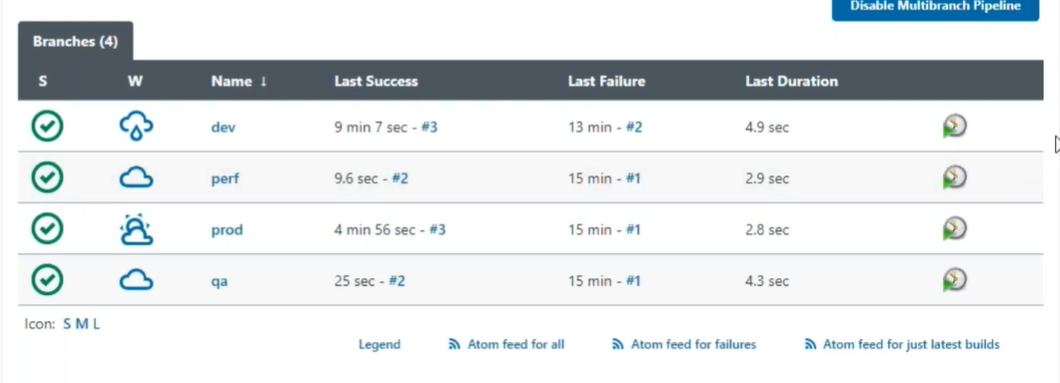 Disable Multibranch Pipeline
Branches (4)
S W Name ↓ Last Success Last Failure Last Duration
dev 9 min 7 sec - #3 13 min - #2 4.9 sec
perf 9.6 sec - #2 15 min - #1 2.9 sec
prod 4 min 56 sec - #3 15 min - #1 2.8 sec
qa 25 sec - #2 15 min - #1 4.3 sec
Icon: S M L
Legend Atom feed for all Atom feed for failures Atom feed for just latest builds